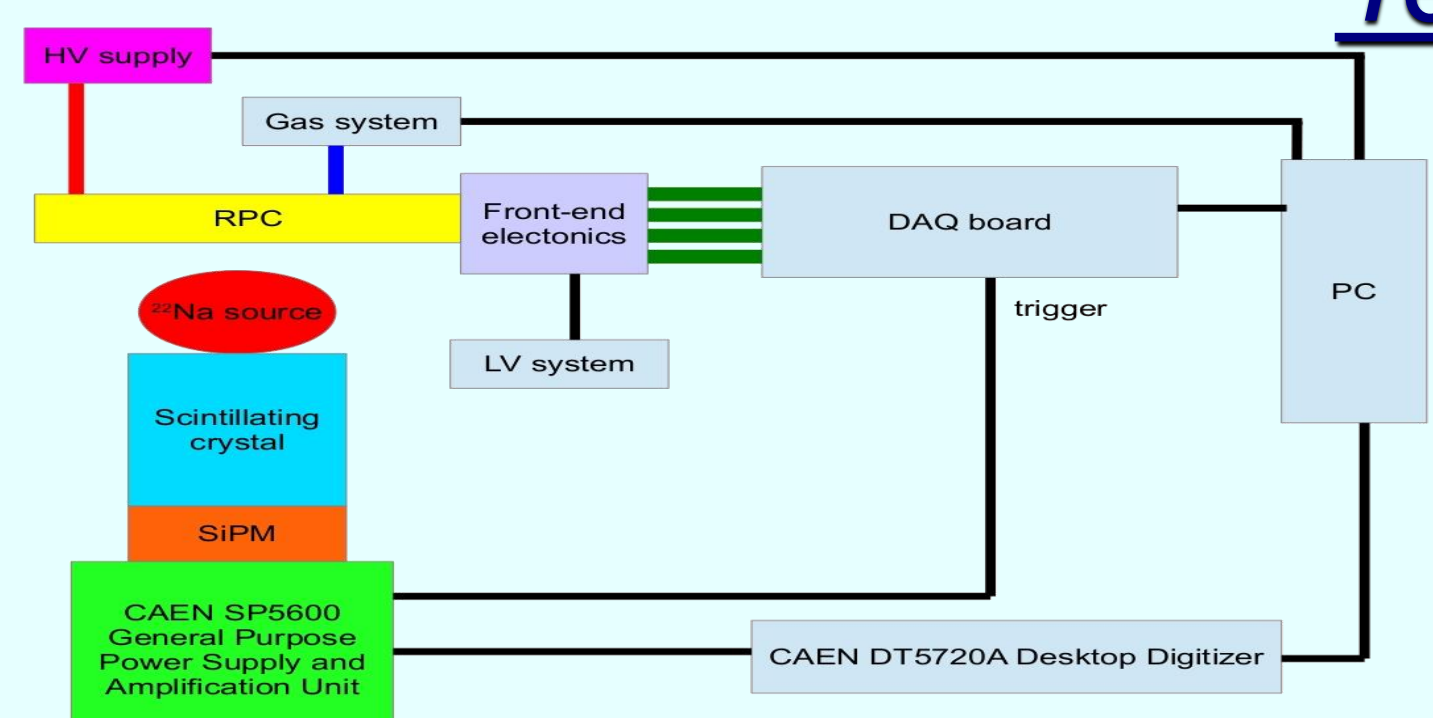 HV supply
Gas system
RPC
Front-end
electonics
DAQ board
PC
trigger
²²Na source
LV system
Scintillating
crystal
SiPM
CAEN SP5600
General Purpose
Power Supply and
Amplification Unit
CAEN DT5720A Desktop Digitizer